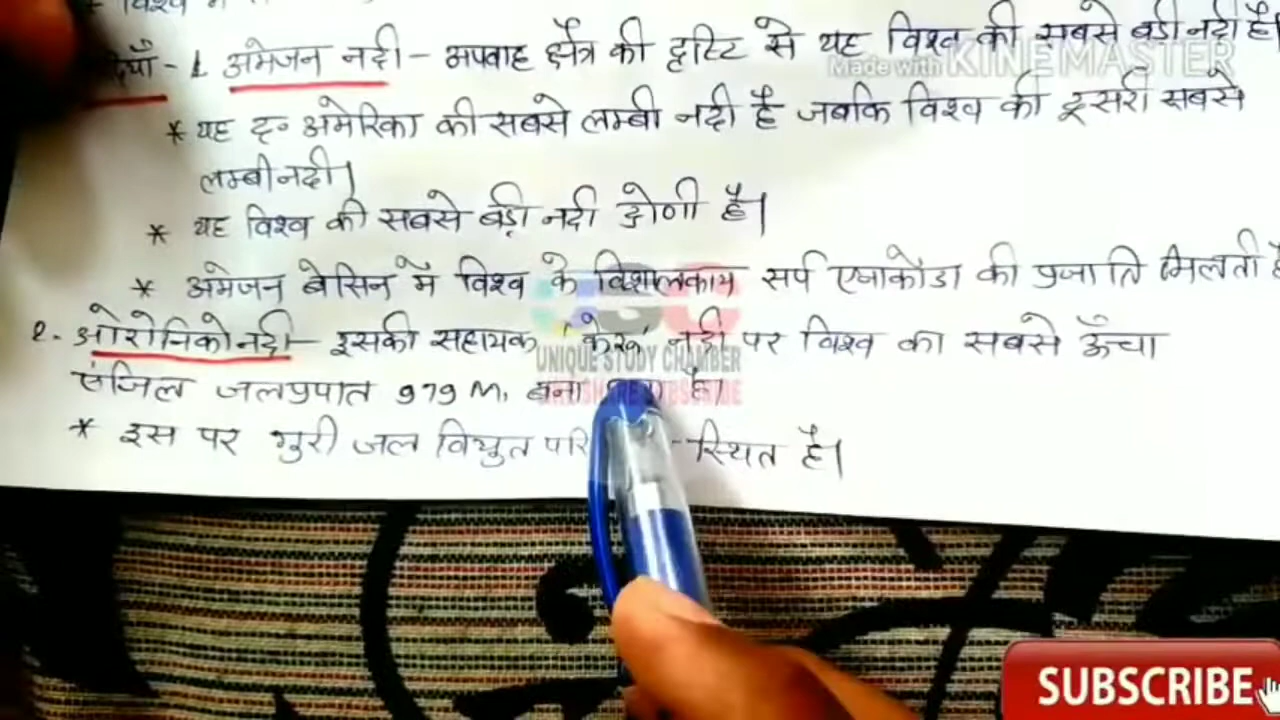 * विश्व में
- 1. अमेजन नदी - अपवाह क्षेत्र की दृष्टि से यह विश्व की सबसे बड़ी नदी है।
Made with KINEMASTER
* यह द॰ अमेरिका की सबसे लम्बी नदी है जबकि विश्व की दूसरी सबसे
लम्बी नदी।
* यह विश्व की सबसे बड़ी नदी द्रोणी है।
* अमेजन बेसिन में विश्व के विशालकाय सर्प एनाकोंडा की प्रजाति मिलती है
2. ओरोनिको नदी - इसकी सहायक 'केरू' नदी पर विश्व का सबसे ऊँचा
UNIQUE STUDY CHAMBER
एंजिल जलप्रपात 979 M, बना है।
* इस पर गुरी जल विद्युत परि - स्थित है।
SUBSCRIBE